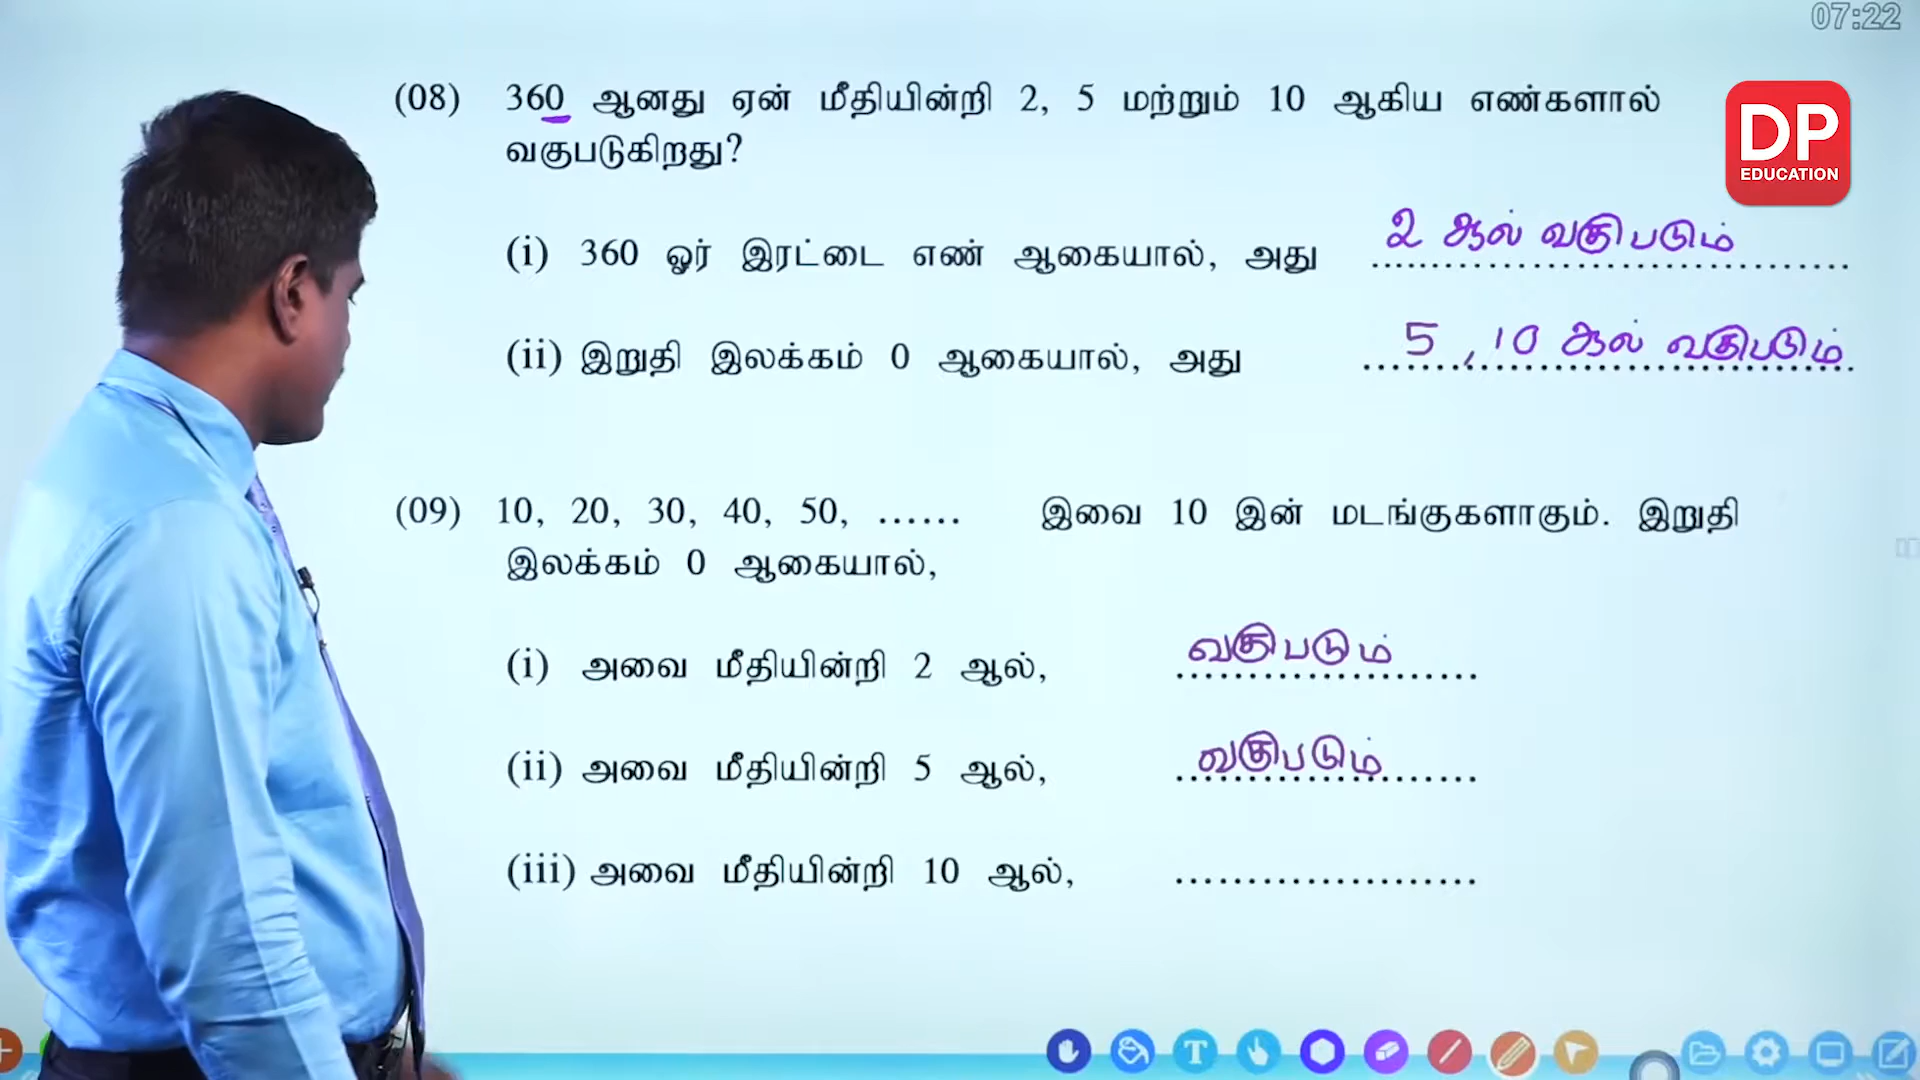 07:22
DP
EDUCATION
(08) 360 ஆனது ஏன் மீதியின்றி 2, 5 மற்றும் 10 ஆகிய எண்களால்
வகுபடுகிறது?
(i) 360 ஓர் இரட்டை எண் ஆகையால், அது 2 ஆல் வகுபடும்
(ii) இறுதி இலக்கம் 0 ஆகையால், அது 5, 10 ஆல் வகுபடும்
(09) 10, 20, 30, 40, 50, ...... இவை 10 இன் மடங்குகளாகும். இறுதி
இலக்கம் 0 ஆகையால்,
(i) அவை மீதியின்றி 2 ஆல், வகுபடும்
(ii) அவை மீதியின்றி 5 ஆல், வகுபடும்
(iii) அவை மீதியின்றி 10 ஆல், .....................
T